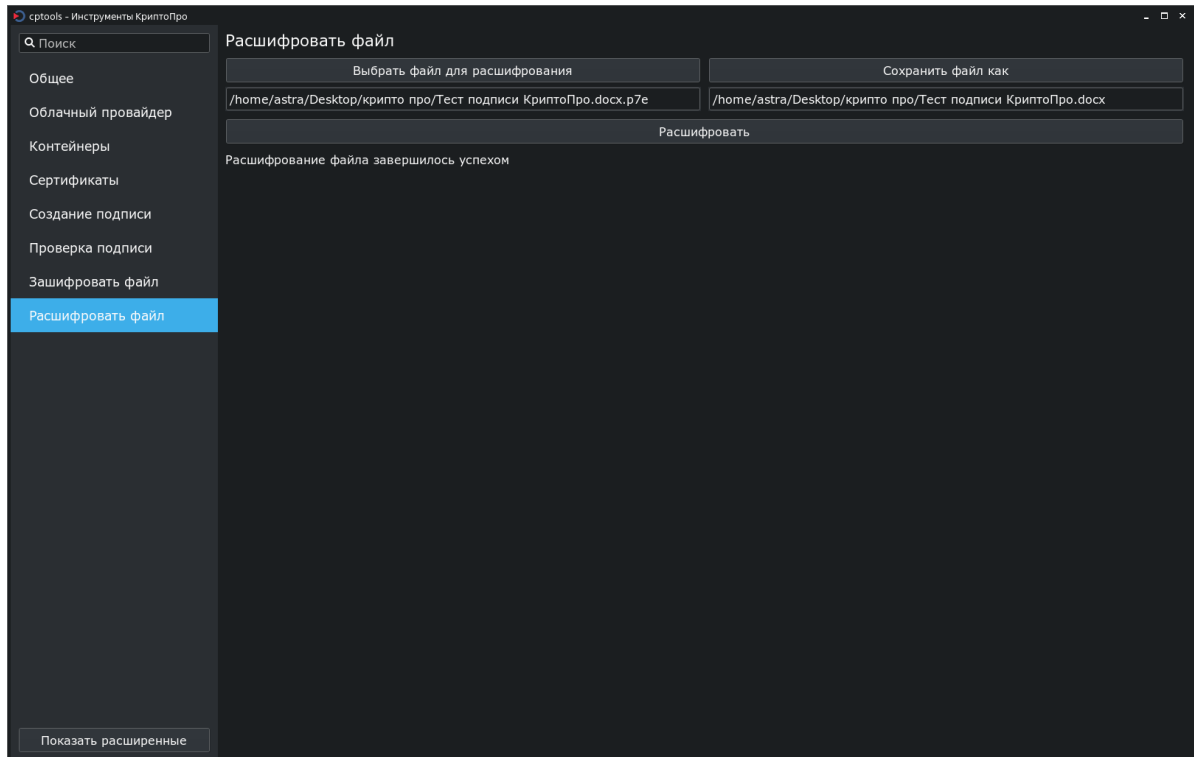 cptools - Инструменты КриптоПро
Поиск
Общее
Облачный провайдер
Контейнеры
Сертификаты
Создание подписи
Проверка подписи
Зашифровать файл
Расшифровать файл
Показать расширенные
Расшифровать файл
Выбрать файл для расшифрования
Сохранить файл как
/home/astra/Desktop/крипто про/Тест подписи КриптоПро.docx.p7e
/home/astra/Desktop/крипто про/Тест подписи КриптоПро.docx
Расшифровать
Расшифрование файла завершилось успехом